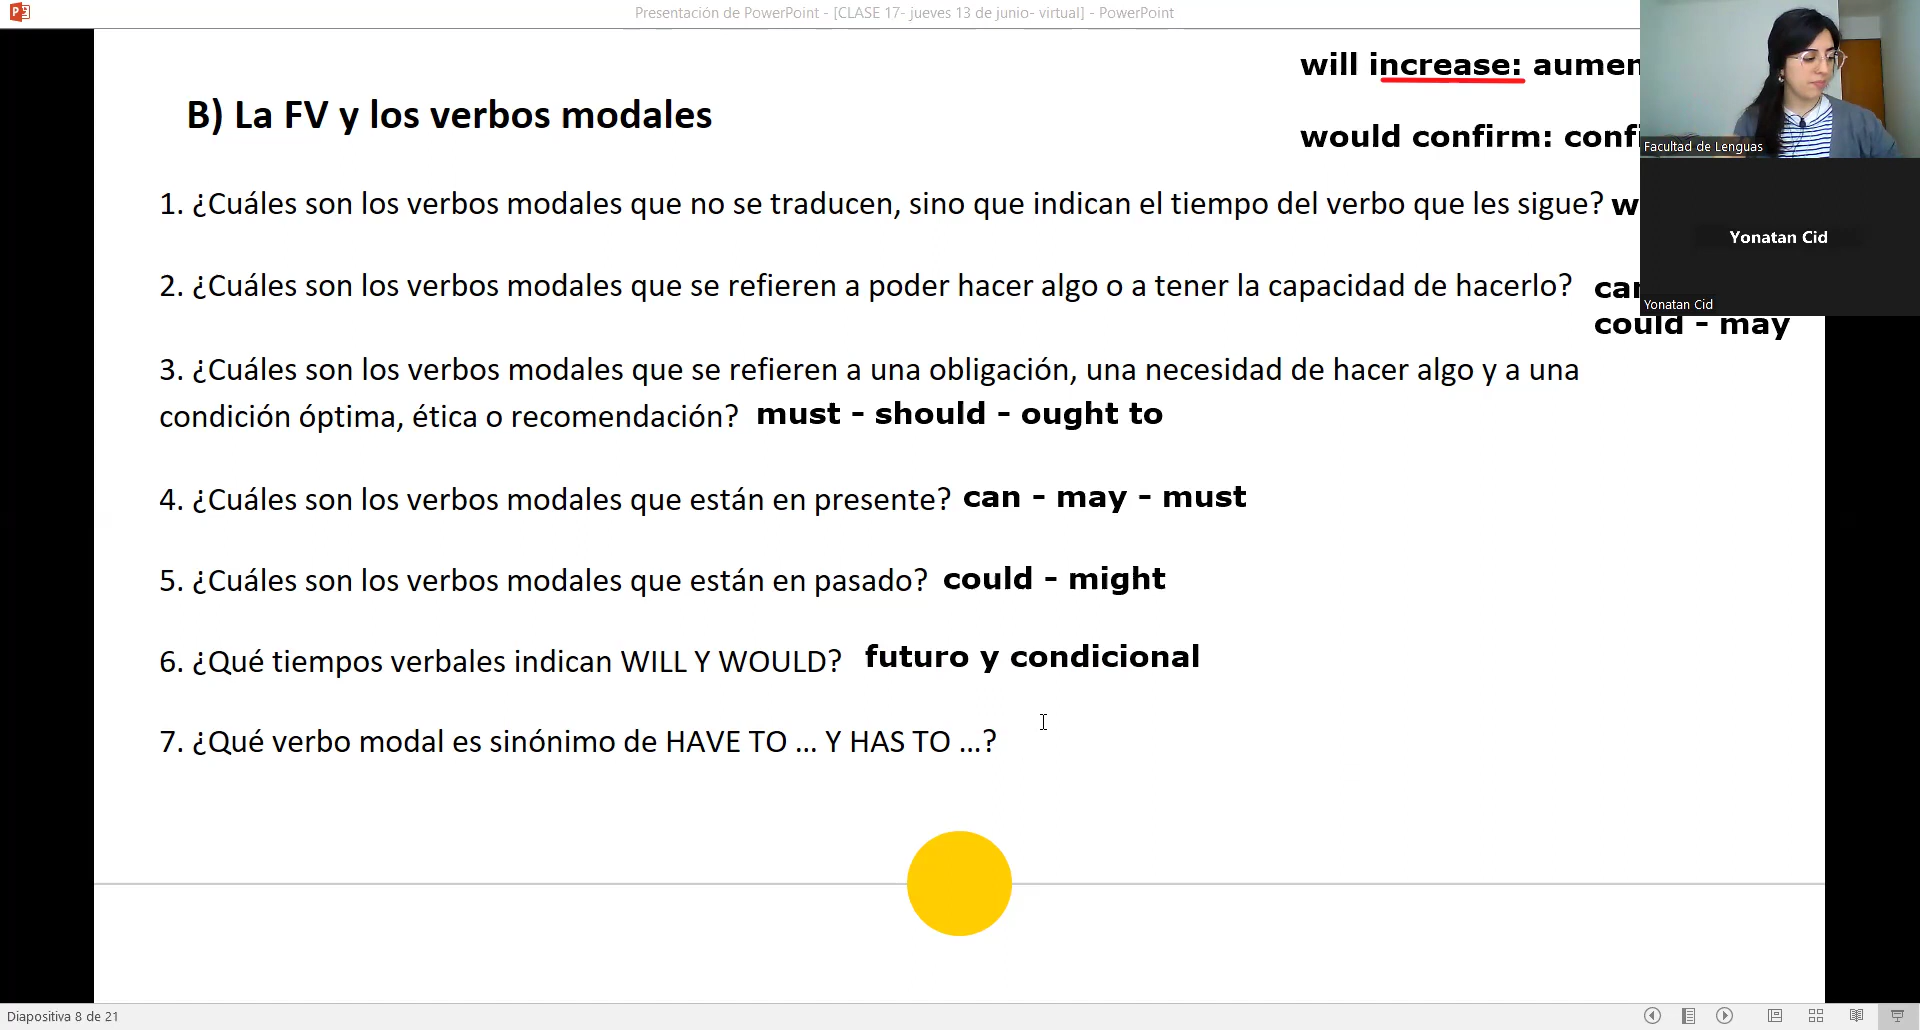 Presentación de PowerPoint - [CLASE 17- jueves 13 de junio- virtual] - PowerPoint
will increase:
would confirm:
Facultad de Lenguas
B) La FV y los verbos modales
1. ¿Cuáles son los verbos modales que no se traducen, sino que indican el tiempo del verbo que les sigue?
Yonatan Cid
2. ¿Cuáles son los verbos modales que se refieren a poder hacer algo o a tener la capacidad de hacerlo?
Yonatan Cid
could - may
3. ¿Cuáles son los verbos modales que se refieren a una obligación, una necesidad de hacer algo y a una
condición óptima, ética o recomendación? must - should - ought to
4. ¿Cuáles son los verbos modales que están en presente? can - may - must
5. ¿Cuáles son los verbos modales que están en pasado? could - might
6. ¿Qué tiempos verbales indican WILL Y WOULD? futuro y condicional
7. ¿Qué verbo modal es sinónimo de HAVE TO ... Y HAS TO ...?
Diapositiva 8 de 21